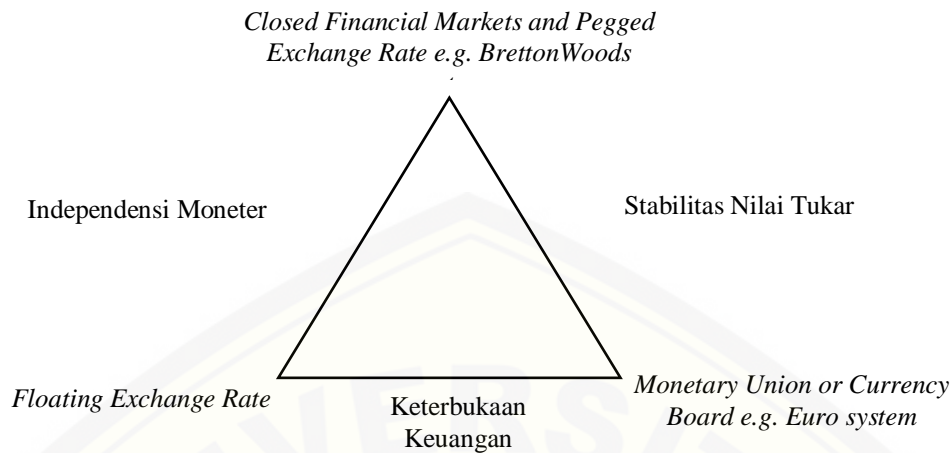 Closed Financial Markets and Pegged
Exchange Rate e.g. BrettonWoods
Independensi Moneter
Stabilitas Nilai Tukar
Floating Exchange Rate
Keterbukaan
Keuangan
Monetary Union or Currency
Board e.g. Euro system